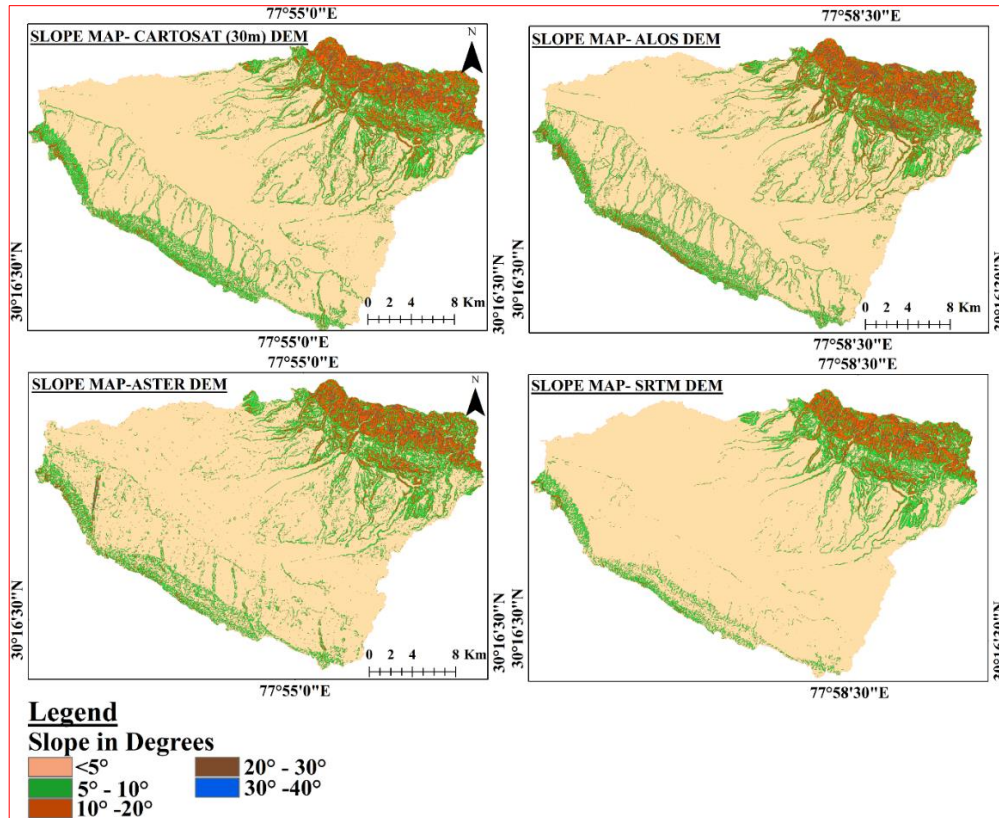 77°55'0"E
77°58'30"E
SLOPE MAP- CARTOSAT (30m) DEM
N
SLOPE MAP- ALOS DEM
30°16'30"N
30°16'30"N
30°16'30"N
0 2 4 8 Km
0 2 4 8 Km
77°55'0"E
77°58'30"E
77°55'0"E
77°58'30"E
SLOPE MAP-ASTER DEM
N
SLOPE MAP- SRTM DEM
30°16'30"N
30°16'30"N
30°16'30"N
0 2 4 8 Km
77°55'0"E
77°58'30"E
Legend
Slope in Degrees
<5°
20° - 30°
5° - 10°
30° -40°
10° -20°